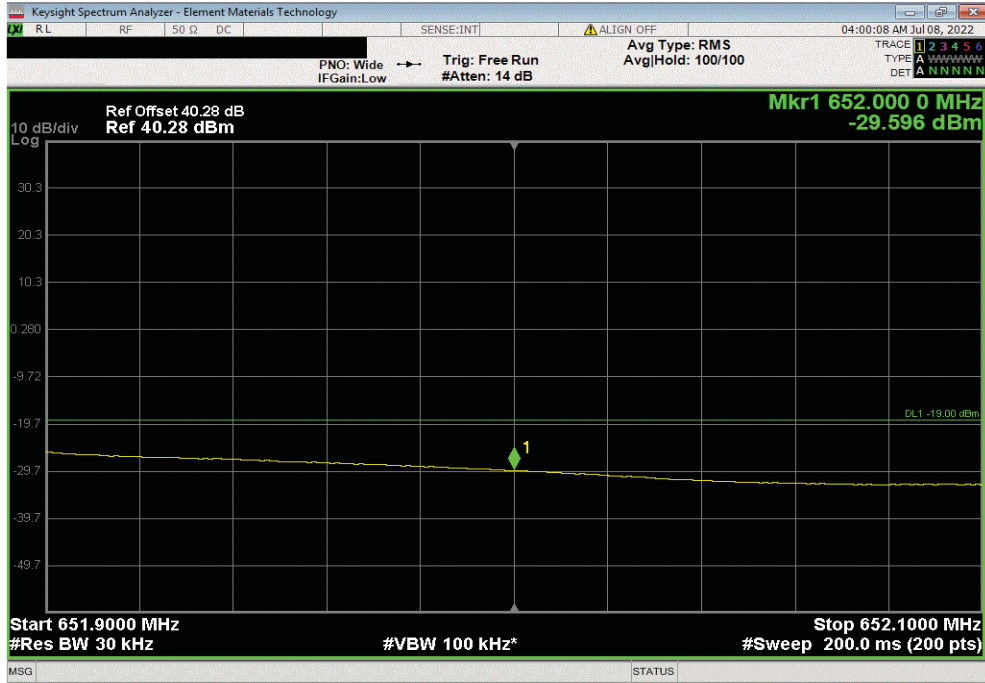 Keysight Spectrum Analyzer - Element Materials Technology
LXI RL RF 50 Ω DC SENSE:INT ALIGN OFF 04:00:08 AM Jul 08, 2022
PNO: Wide
IFGain:Low
Trig: Free Run
#Atten: 14 dB
Avg Type: RMS
Avg|Hold: 100/100
TRACE 1 2 3 4 5 6
TYPE A WWWWW
DET A N N N N N
Mkr1 652.000 0 MHz
-29.596 dBm
Ref Offset 40.28 dB
10 dB/div Ref 40.28 dBm
Log
30.3
20.3
10.3
0.280
-9.72
DL1 -19.00 dBm
-19.7
1
-29.7
-39.7
-49.7
Start 651.9000 MHz Stop 652.1000 MHz
#Res BW 30 kHz #VBW 100 kHz* #Sweep 200.0 ms (200 pts)
MSG STATUS